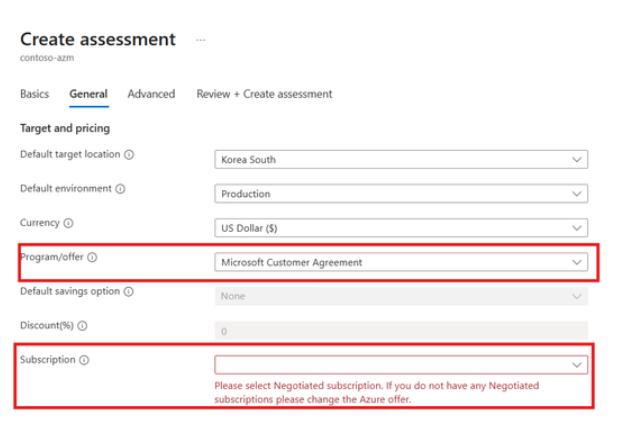 Create assessment ...
contoso-azm
Basics General Advanced Review + Create assessment
Target and pricing
Default target location
Korea South
Default environment
Production
Currency
US Dollar ($)
Program/offer
Microsoft Customer Agreement
Default savings option
None
Discount(%)
0
Subscription
Please select Negotiated subscription. If you do not have any Negotiated
subscriptions please change the Azure offer.